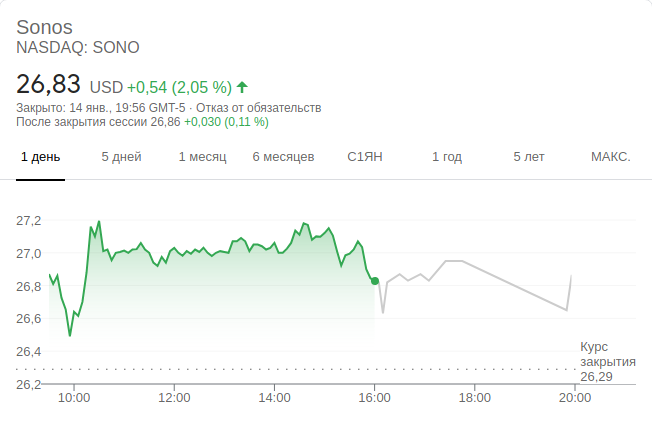 Sonos
NASDAQ: SONO
26,83 USD +0,54 (2,05 %)
Закрыто: 14 янв., 19:56 GMT-5 · Отказ от обязательств
После закрытия сессии 26,86 +0,030 (0,11 %)
1 день 5 дней 1 месяц 6 месяцев С1ЯН 1 год 5 лет МАКС.
27,2
27,0
26,8
26,6
26,4
26,2
Курс
закрытия
26,29
10:00 12:00 14:00 16:00 18:00 20:00